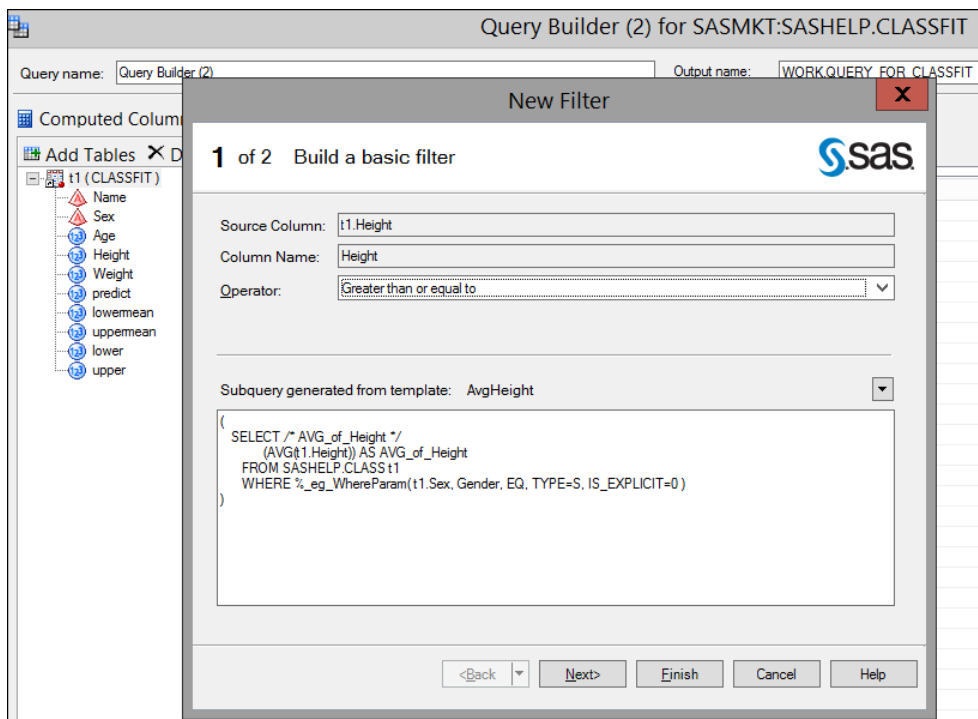 Query Builder (2) for SASMKT:SASHELP.CLASSFIT
Query name: Query Builder (2) Output name: WORK.QUERY_FOR_CLASSFIT
New Filter X
Computed Colum
Add Tables D
1 of 2 Build a basic filter
sas
t1 (CLASSFIT)
Name
Sex
Age
Height
Weight
predict
lowermean
uppermean
lower
upper
Source Column: t1.Height
Column Name: Height
Operator: Greater than or equal to
Subquery generated from template: AvgHeight
(
SELECT /* AVG_of_Height */
(AVG(t1.Height)) AS AVG_of_Height
FROM SASHELP.CLASS t1
WHERE %_eg_WhereParam( t1.Sex, Gender, EQ, TYPE=S, IS_EXPLICIT=0 )
)
<Back Next> Finish Cancel Help